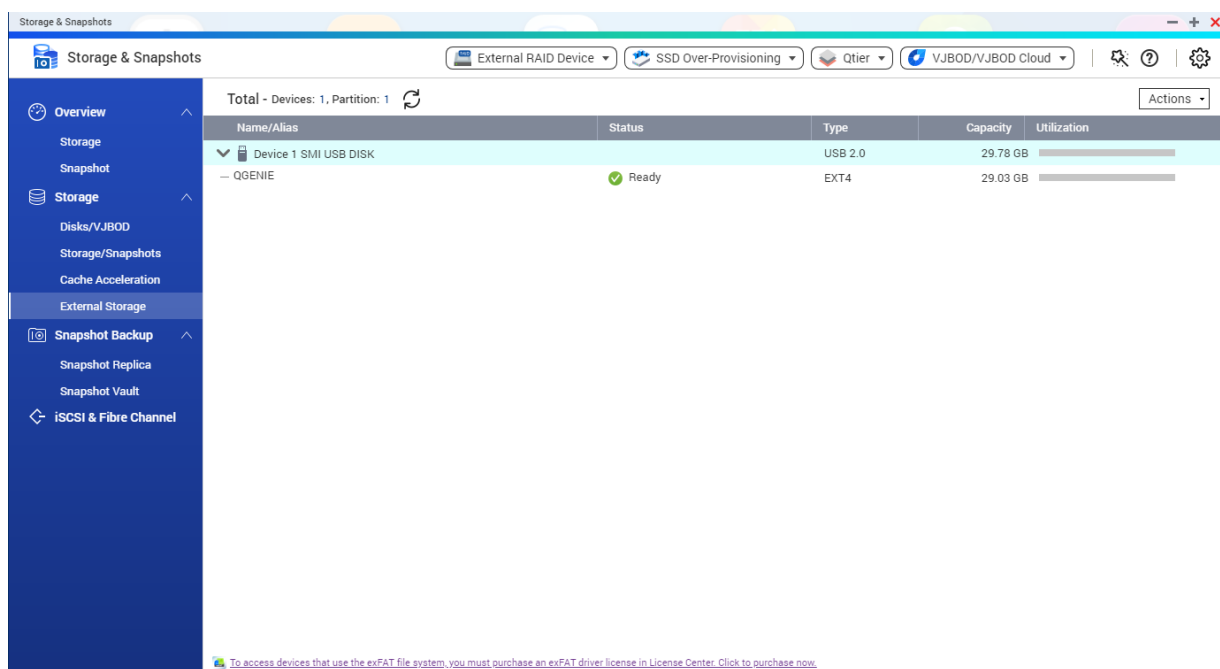 Storage & Snapshots
Storage & Snapshots External RAID Device SSD Over-Provisioning Qtier VJBOD/VJBOD Cloud
Overview
Storage
Snapshot
Storage
Disks/VJBOD
Storage/Snapshots
Cache Acceleration
External Storage
Snapshot Backup
Snapshot Replica
Snapshot Vault
iSCSI & Fibre Channel
Total - Devices: 1, Partition: 1 Actions
Name/Alias Status Type Capacity Utilization
Device 1 SMI USB DISK USB 2.0 29.78 GB
QGENIE Ready EXT4 29.03 GB
To access devices that use the exFAT file system, you must purchase an exFAT driver license in License Center. Click to purchase now.